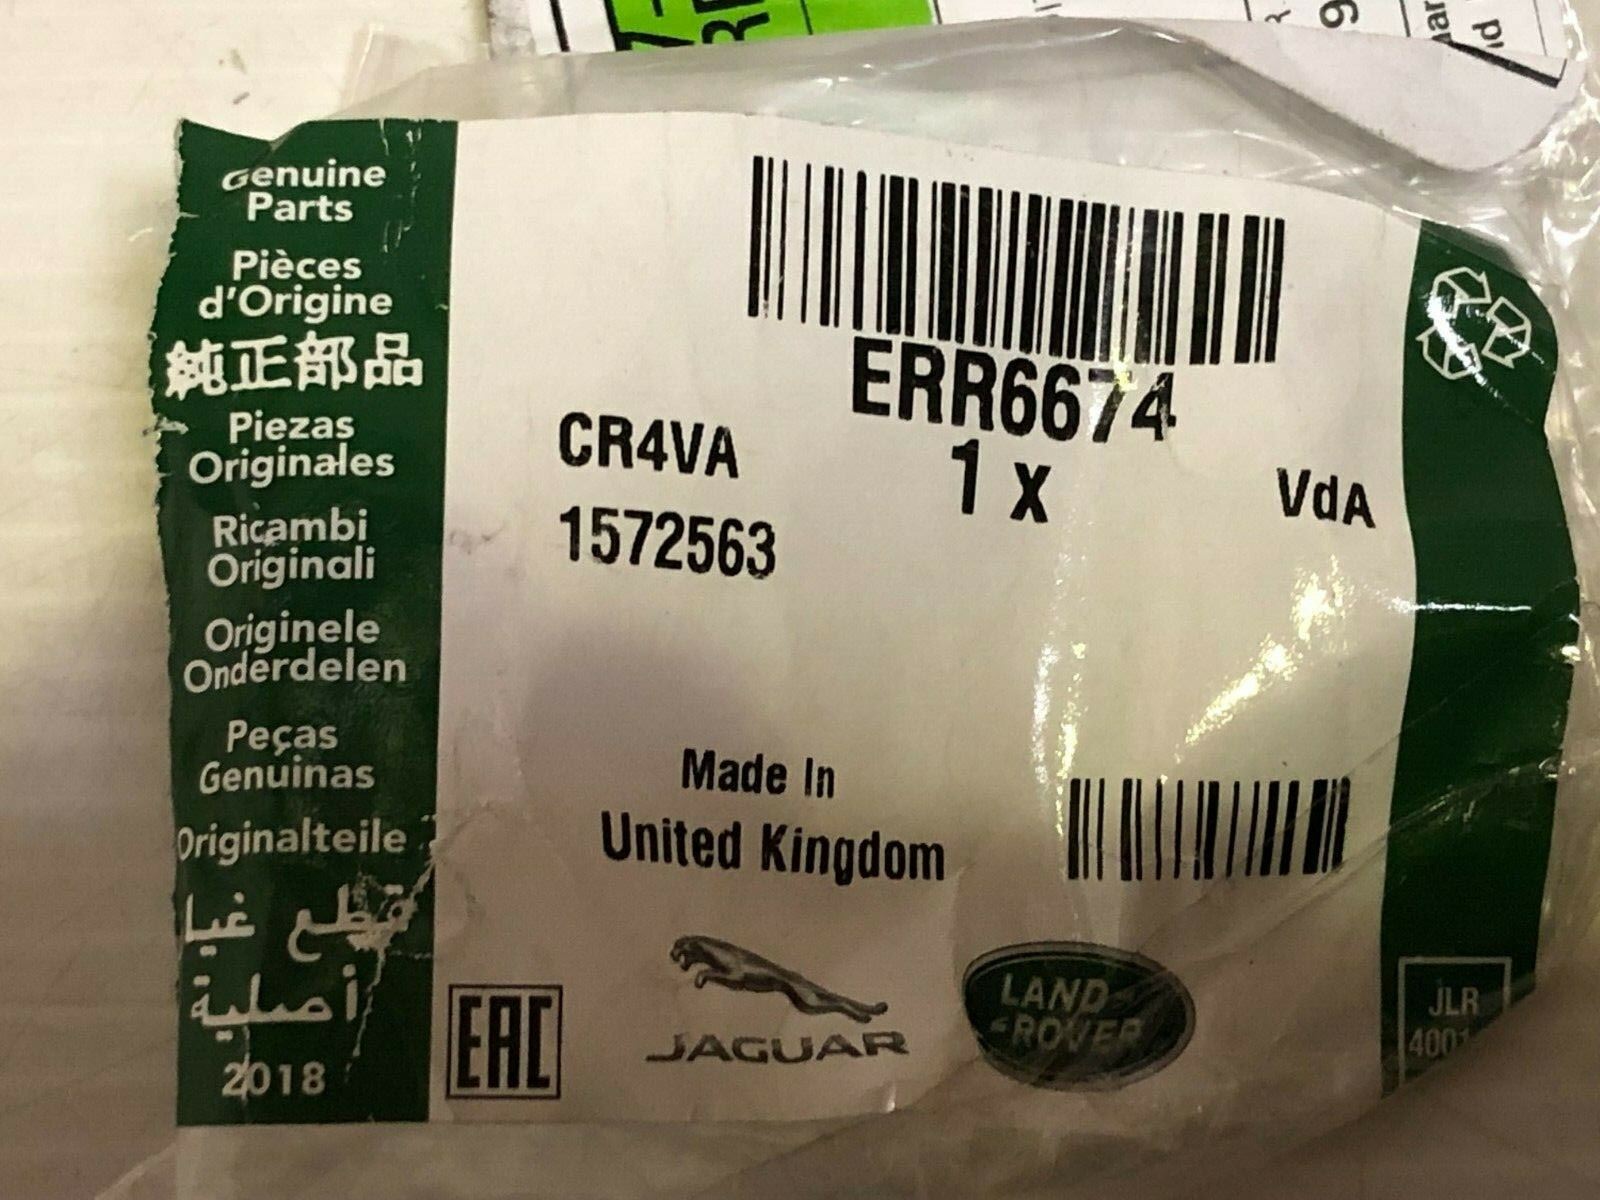 Genuine
Parts
Pièces
d'Origine
純正部品
Piezas
Originales
Ricambi
Originali
Originele
Onderdelen
Peças
Genuinas
Originalteile
قطع غيا
أصلية
2018
ERR6674
CR4VA
1 x
VdA
1572563
Made In
United Kingdom
EAC
JAGUAR
LAND
ROVER
JLR